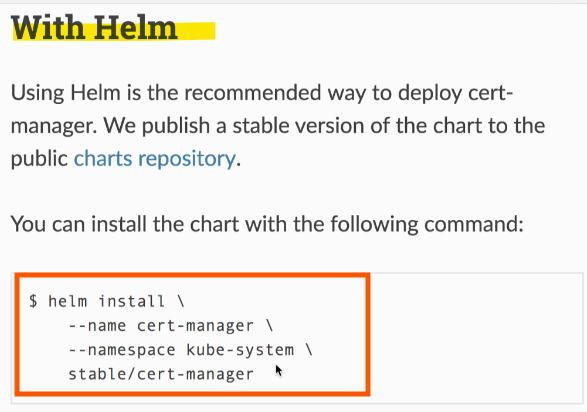 With Helm
Using Helm is the recommended way to deploy cert-
manager. We publish a stable version of the chart to the
public charts repository.
You can install the chart with the following command:
$ helm install \
--name cert-manager \
--namespace kube-system \
stable/cert-manager